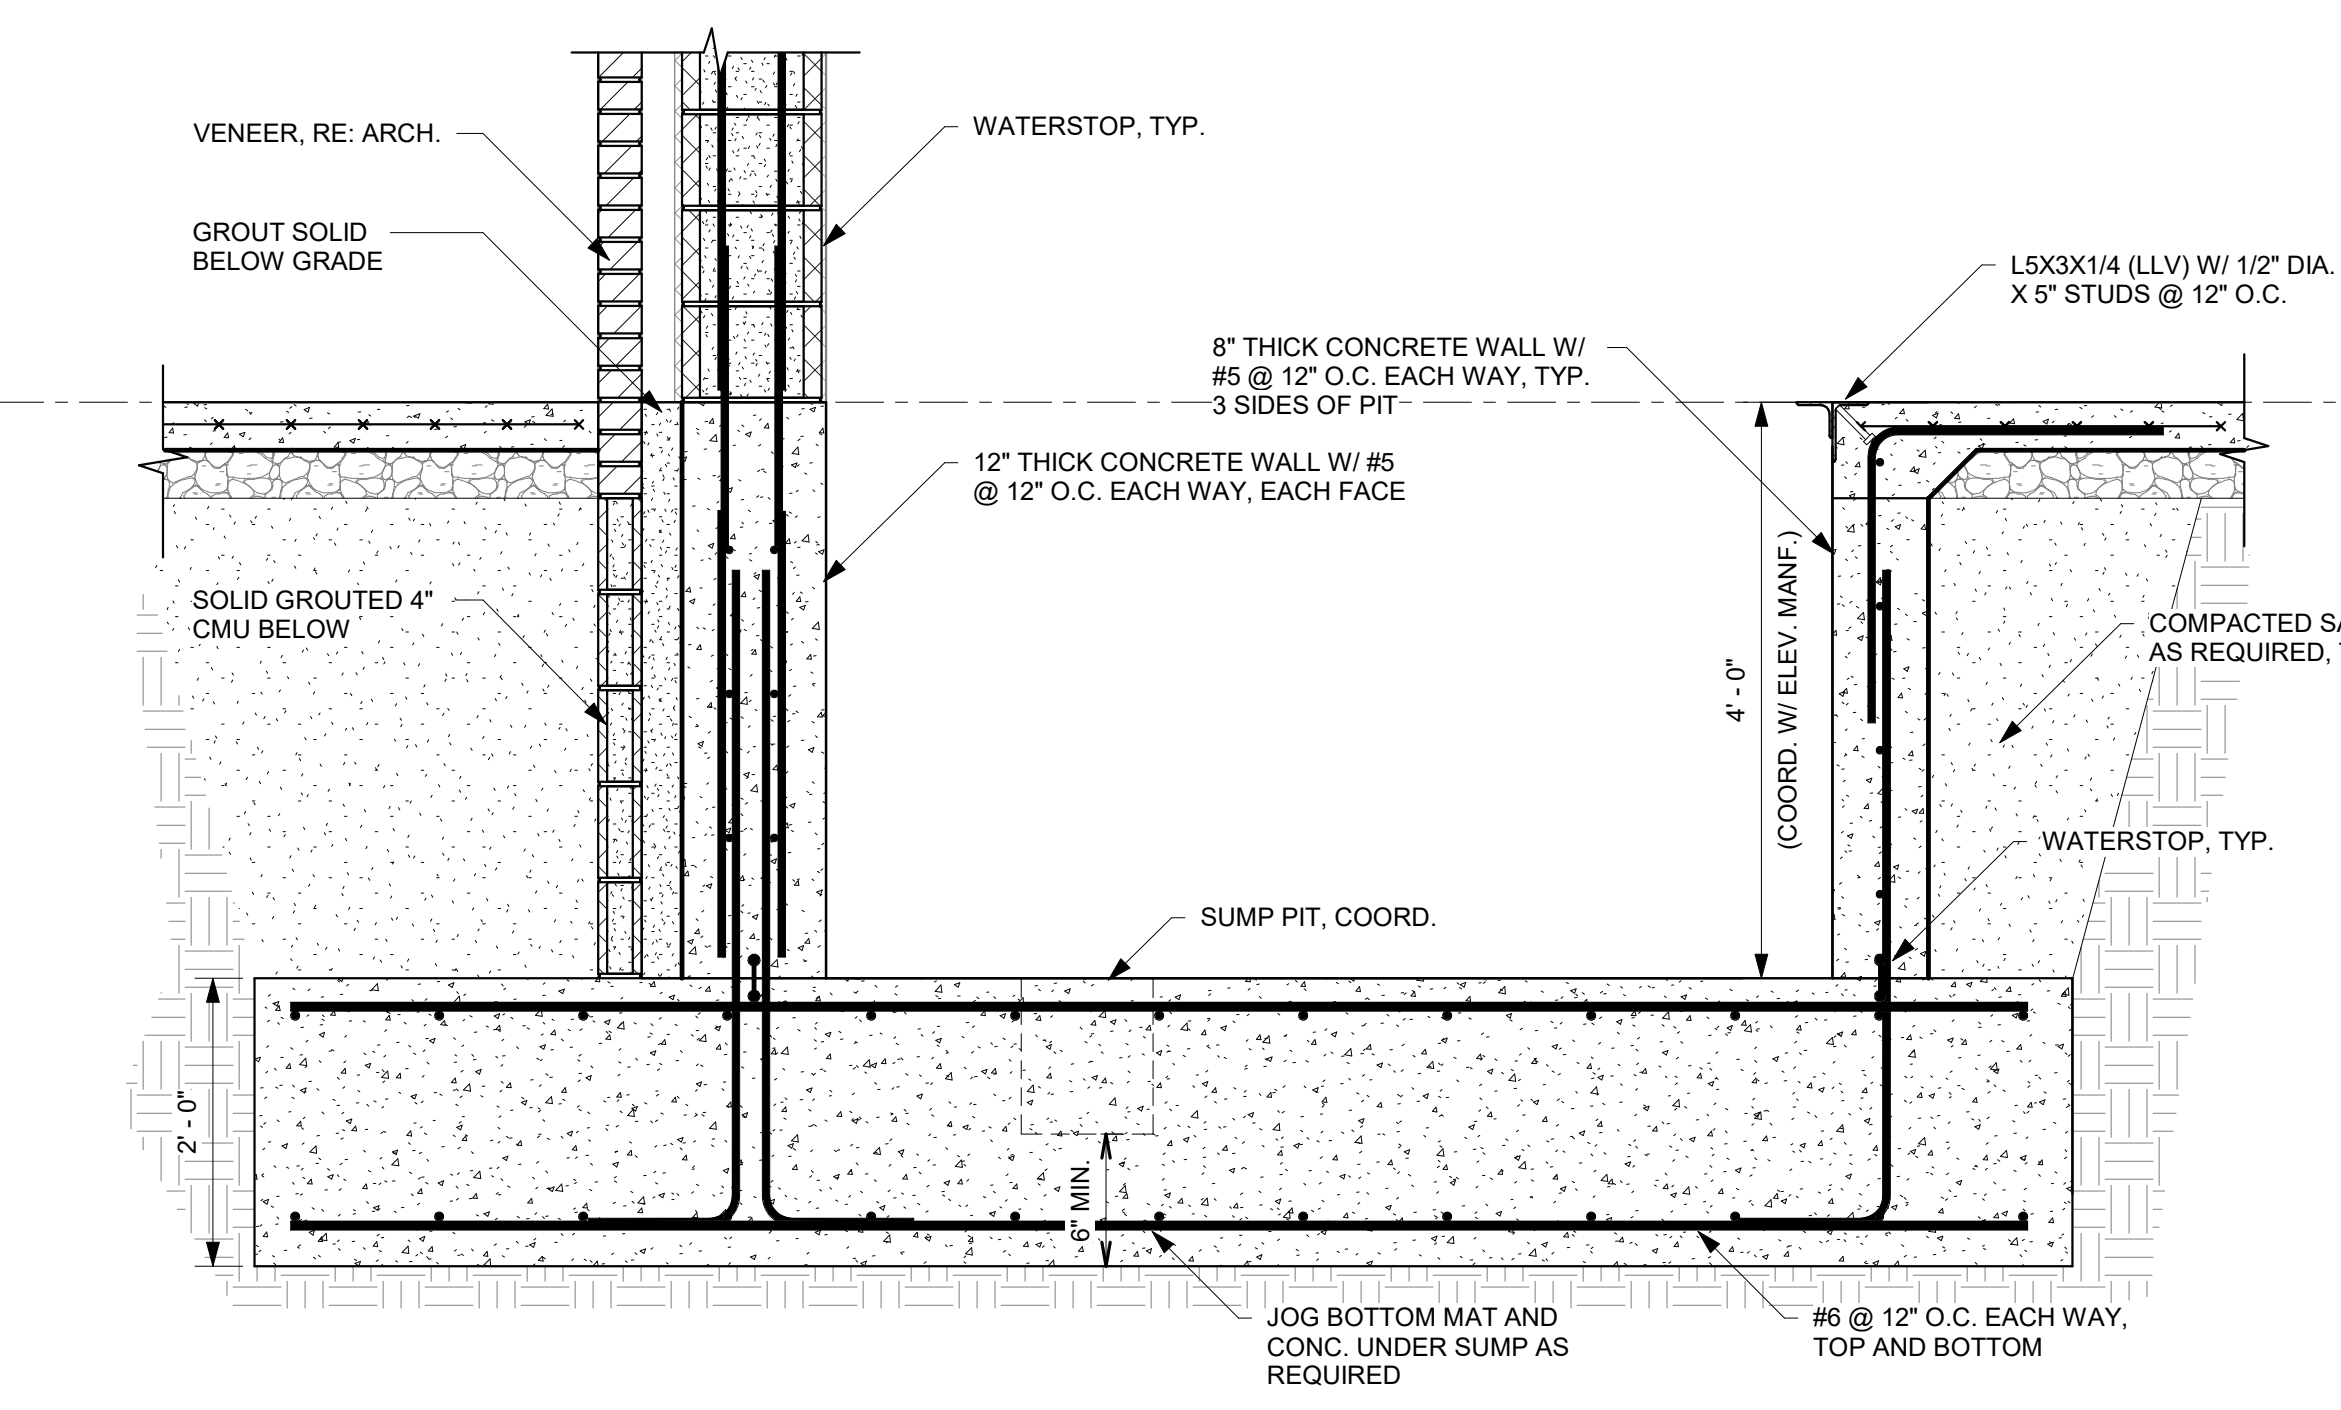 VENEER, RE: ARCH.
WATERSTOP, TYP.
GROUT SOLID
BELOW GRADE
L5X3X1/4 (LLV) W/ 1/2" DIA.
X 5" STUDS @ 12" O.C.
8" THICK CONCRETE WALL W/
#5 @ 12" O.C. EACH WAY, TYP.
3 SIDES OF PIT
12" THICK CONCRETE WALL W/ #5
@ 12" O.C. EACH WAY, EACH FACE
SOLID GROUTED 4"
CMU BELOW
4' - 0"
(COORD. W/ ELEV. MANF.)
COMPACTED
AS REQUIRED,
WATERSTOP, TYP.
SUMP PIT, COORD.
2' - 0"
6" MIN.
JOG BOTTOM MAT AND
CONC. UNDER SUMP AS
REQUIRED
#6 @ 12" O.C. EACH WAY,
TOP AND BOTTOM